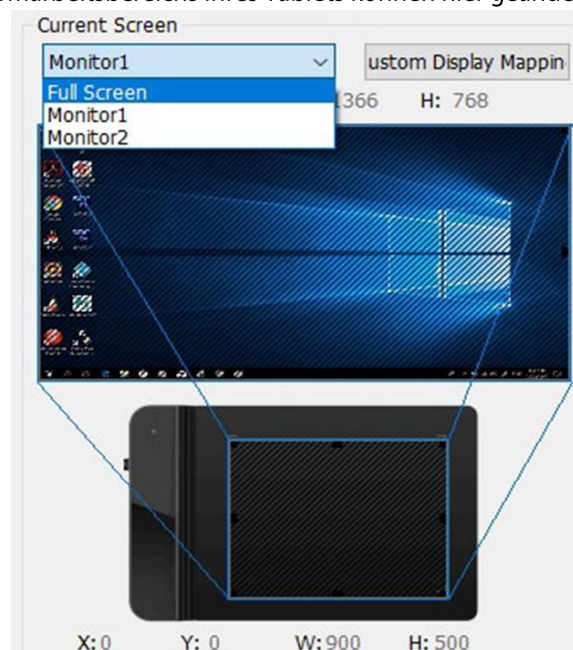 Current Screen
Monitor1
ustom Display Mappin
Full Screen
1366 H: 768
Monitor1
Monitor2
X: 0 Y: 0 W: 900 H: 500